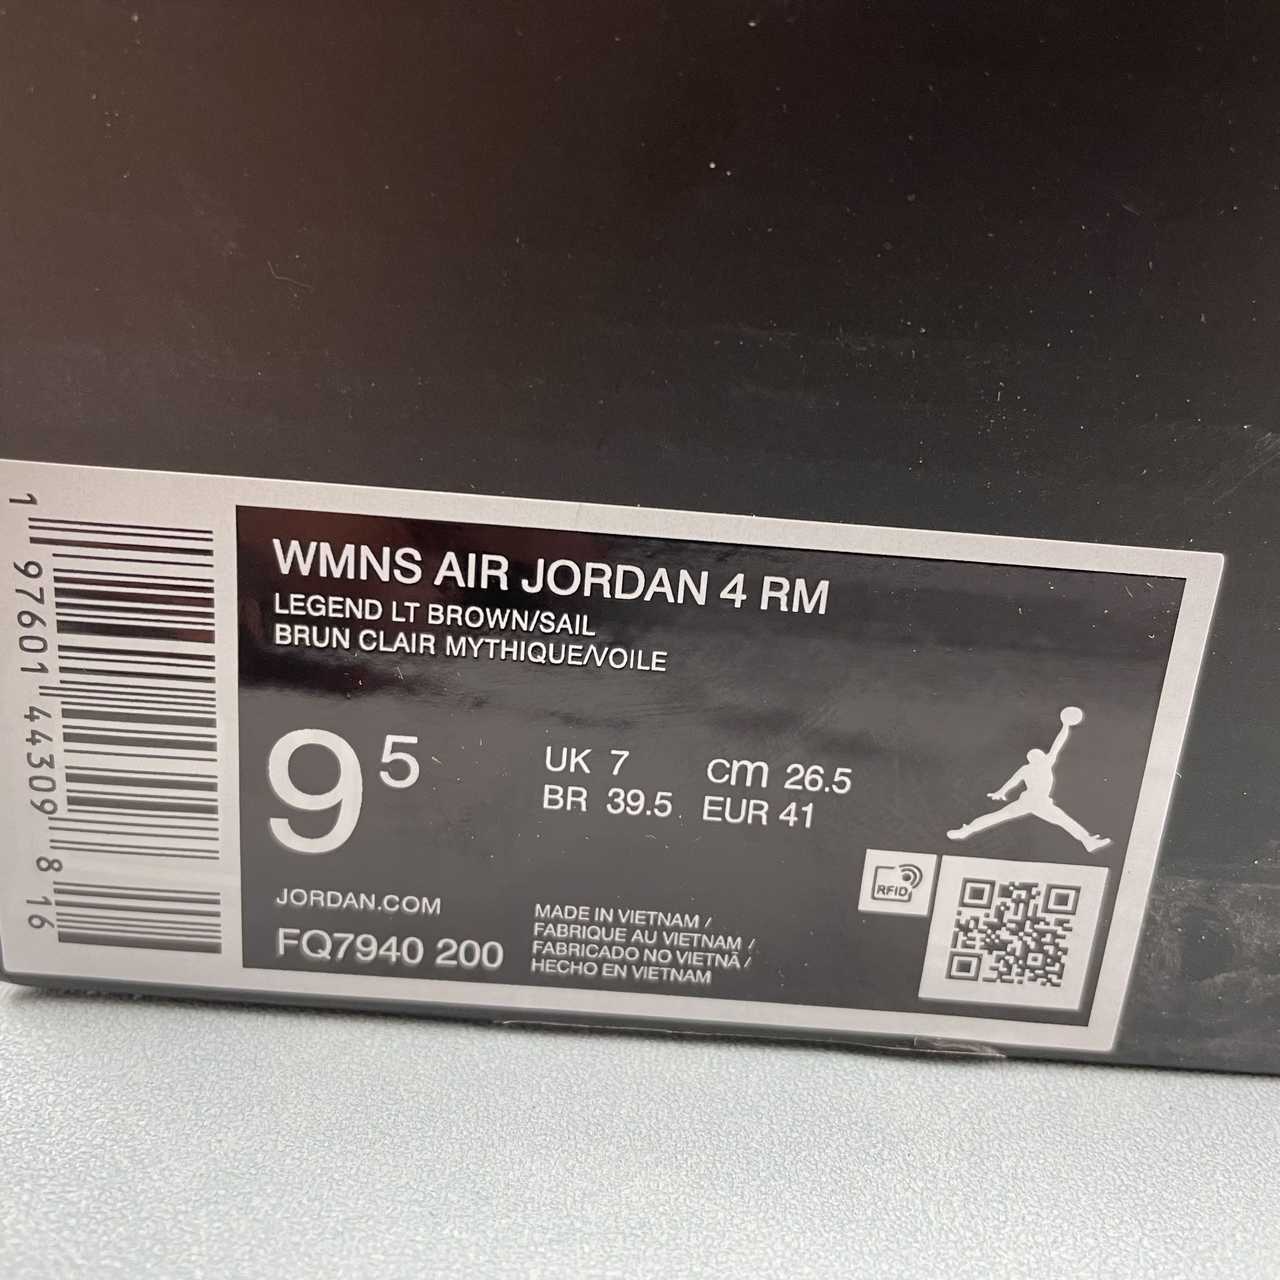 WMNS AIR JORDAN 4 RM
LEGEND LT BROWN/SAIL
BRUN CLAIR MYTHIQUE/VOILE
9 5
UK 7 cm 26.5
BR 39.5 EUR 41
JORDAN.COM
FQ7940 200
MADE IN VIETNAM /
FABRIQUE AU VIETNAM /
FABRICADO NO VIETNÃ /
HECHO EN VIETNAM
RFID
1 97601 44309 8 16